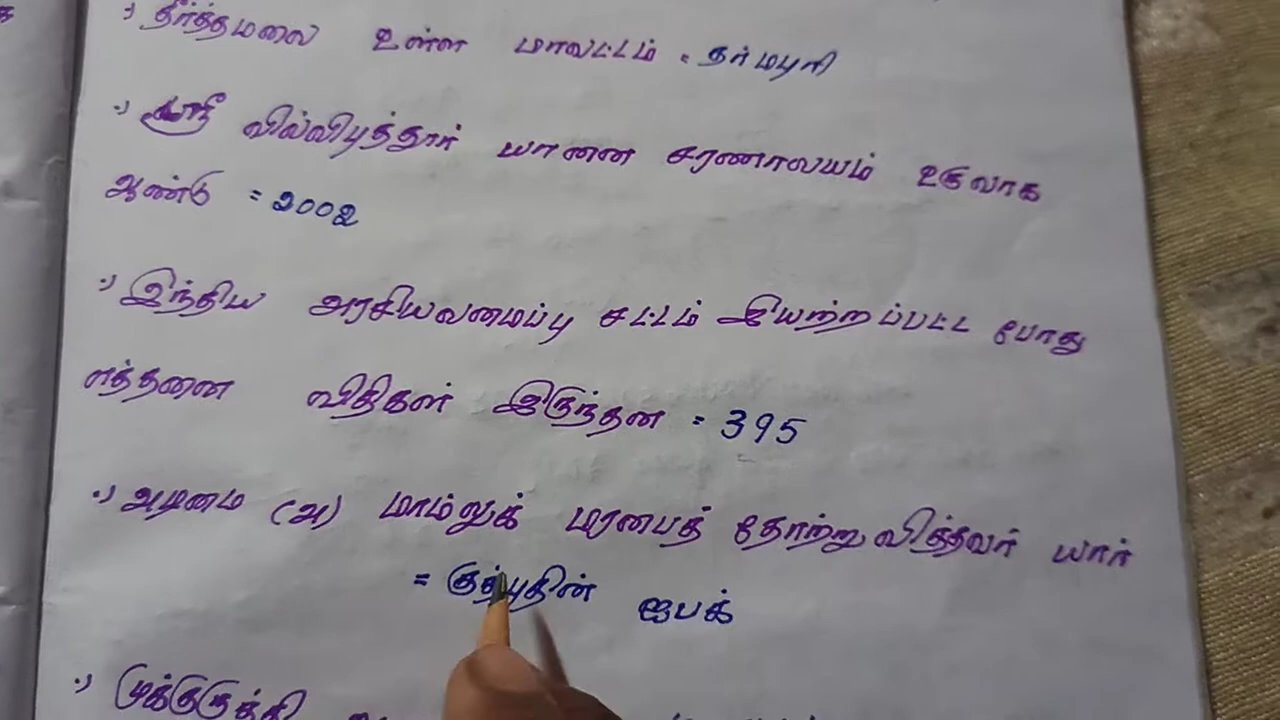 தீர்த்தமலை உள்ள மாவட்டம் = தர்மபுரி
ஸ்ரீ வில்லிபுத்தூர் யானை சரணாலயம் உருவாக
ஆண்டு = 2002
இந்திய அரசியலமைப்பு சட்டம் இயற்றப்பட்ட போது
எத்தனை விதிகள் இருந்தன = 395
அடிமை (அ) மாம்லுக் மரபைத் தோற்றுவித்தவர் யார்
= குத்புதின் ஐபெக்